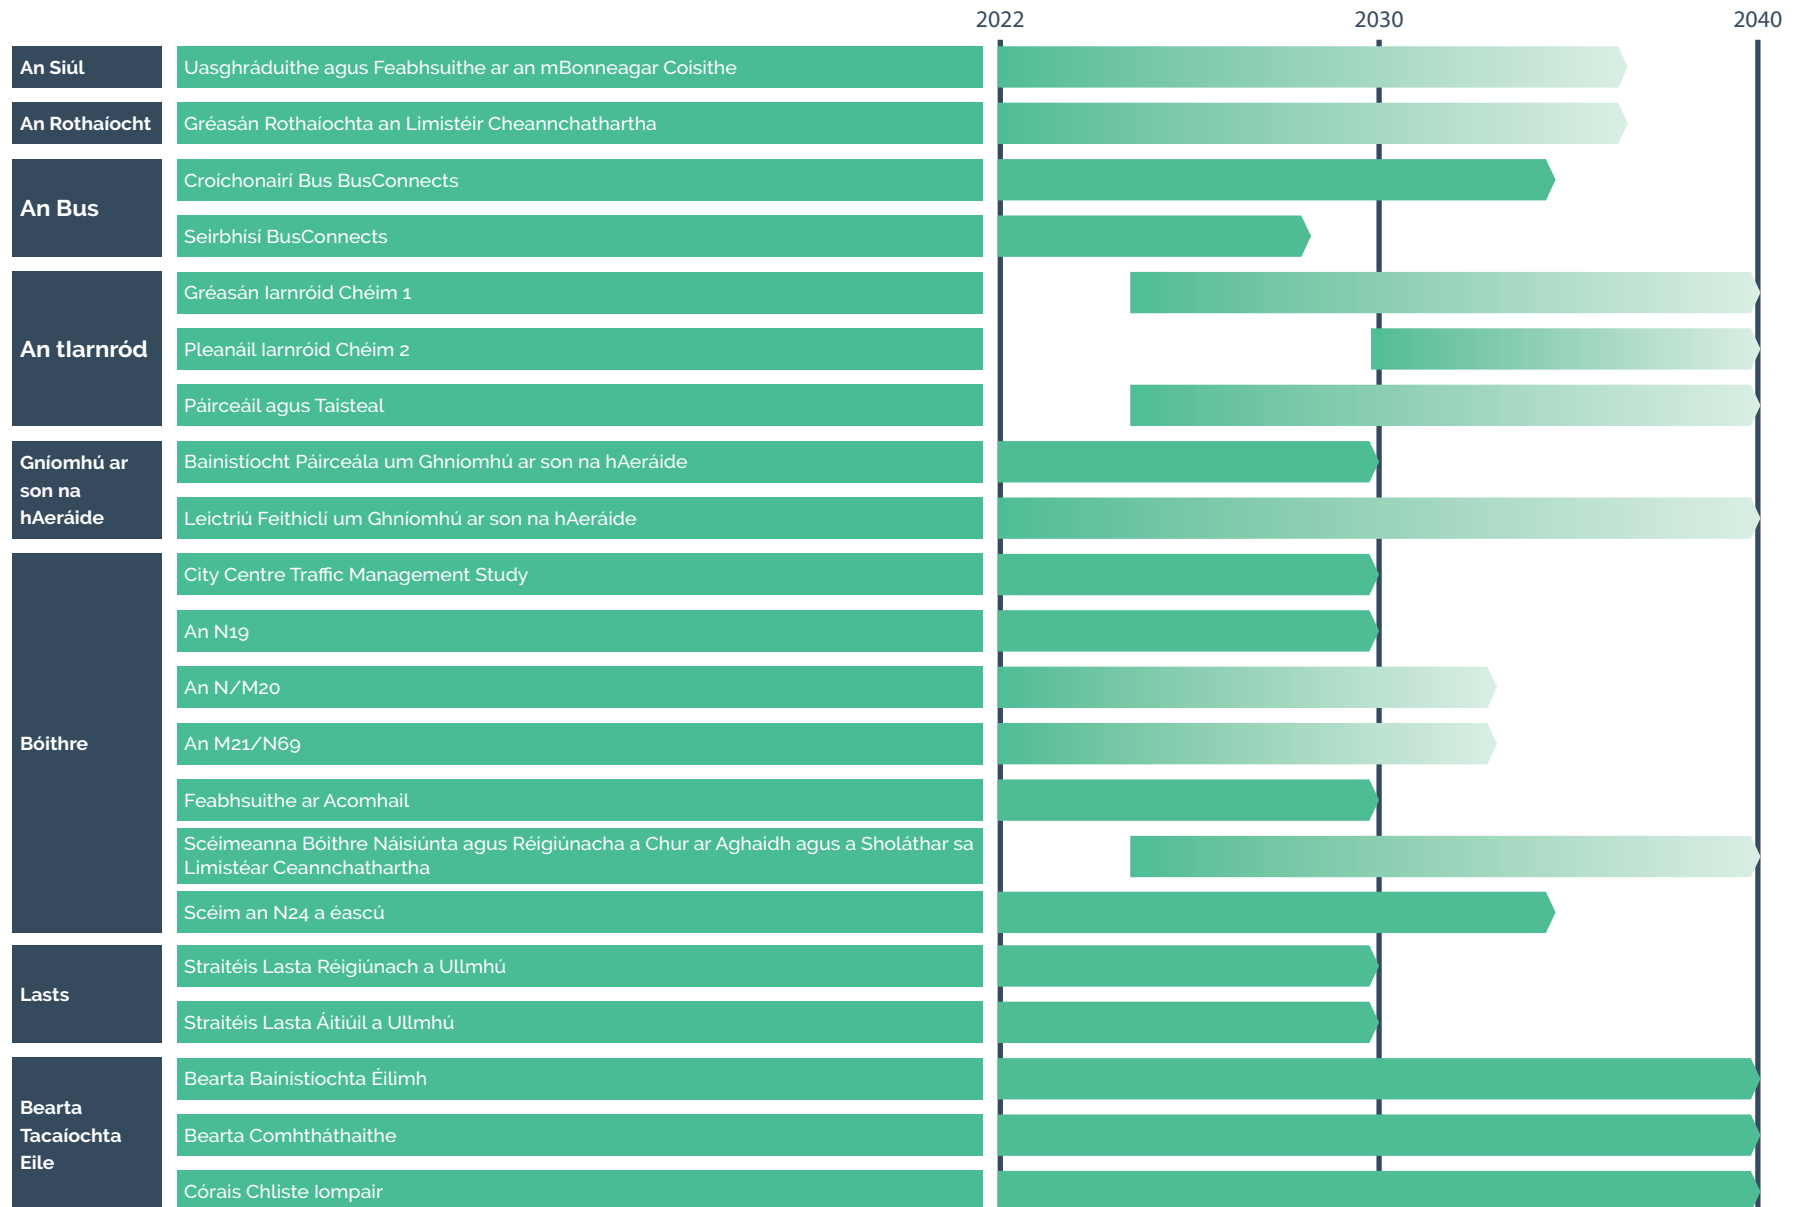 2022 2030 2040
An Siúl
Uasghráduithe agus Feabhsuithe ar an mBonneagar Coisithe
An Rothaíocht
Gréasán Rothaíochta an Limistéir Cheannchathartha
An Bus
Croíchonairí Bus BusConnects
Seirbhísí BusConnects
An tIarnród
Gréasán Iarnróid Chéim 1
Pleanáil Iarnróid Chéim 2
Páirceáil agus Taisteal
Gníomhú ar
son na
hAeráide
Bainistíocht Páirceála um Ghníomhú ar son na hAeráide
Leictriú Feithiclí um Ghníomhú ar son na hAeráide
Bóithre
City Centre Traffic Management Study
An N19
An N/M20
An M21/N69
Feabhsuithe ar Acomhail
Scéimeanna Bóithre Náisiúnta agus Réigiúnacha a Chur ar Aghaidh agus a Sholáthar sa
Limistéar Ceannchathartha
Scéim an N24 a éascú
Lasts
Straitéis Lasta Réigiúnach a Ullmhú
Straitéis Lasta Áitiúil a Ullmhú
Bearta
Tacaíochta
Eile
Bearta Bainistíochta Éilimh
Bearta Comhtháthaithe
Córais Chliste Iompair